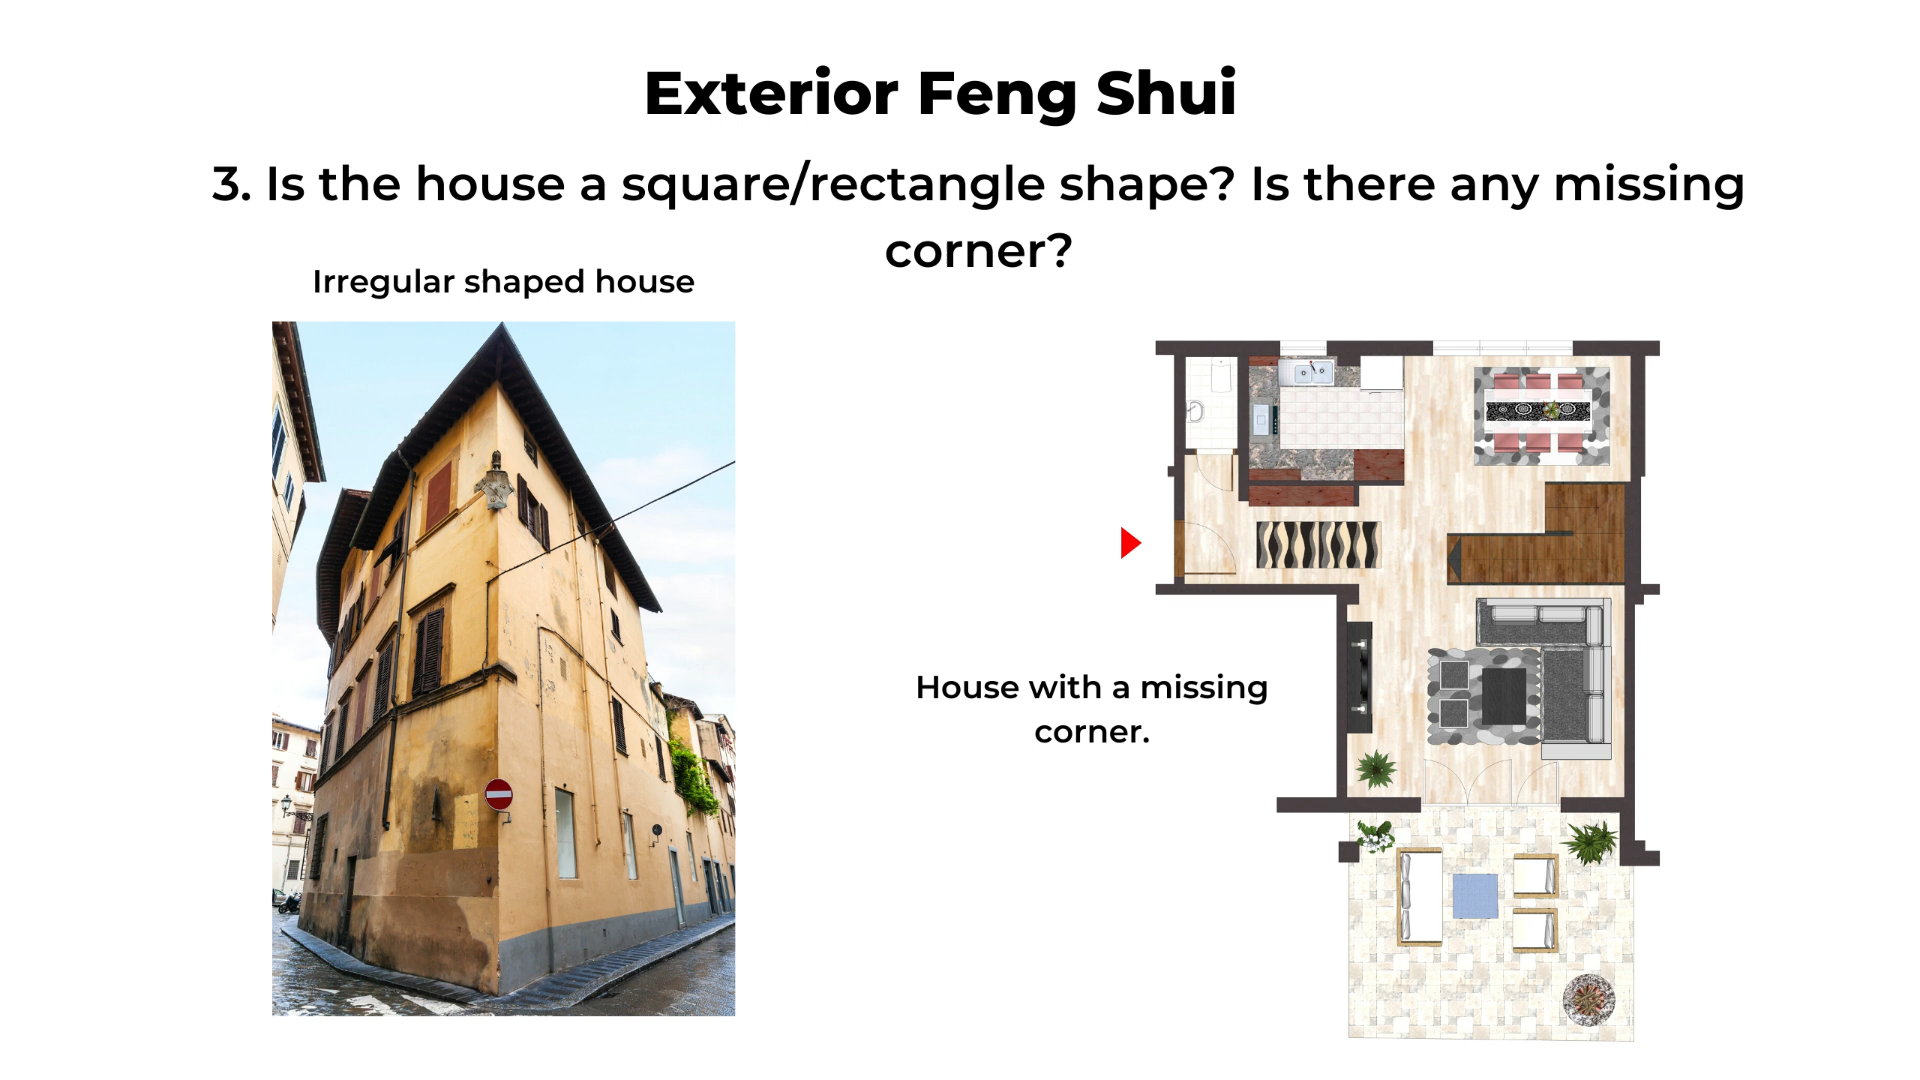 Exterior Feng Shui
3. Is the house a square/rectangle shape? Is there any missing
corner?
Irregular shaped house
House with a missing
corner.